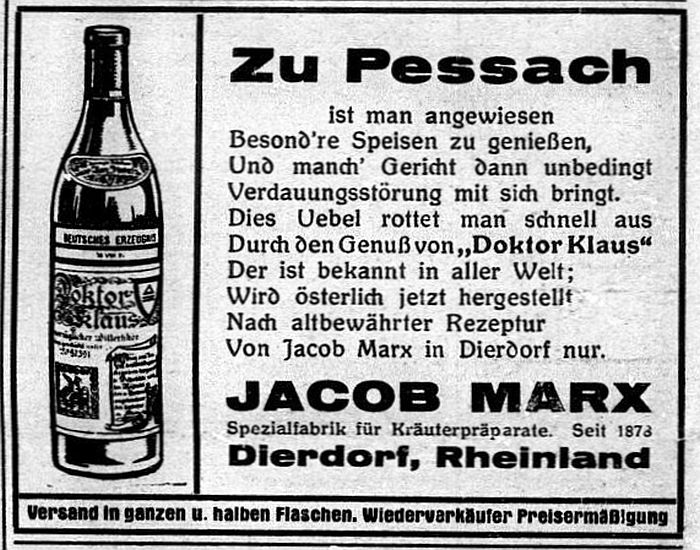 DEUTSCHES ERZEUGNIS
Doktor
Klaus
Zu Pessach
ist man angewiesen
Besond're Speisen zu genießen,
Und manch' Gericht dann unbedingt
Verdauungsstörung mit sich bringt.
Dies Uebel rottet man schnell aus
Durch den Genuß von „Doktor Klaus“
Der ist bekannt in aller Welt;
Wird österlich jetzt hergestellt
Nach altbewährter Rezeptur
Von Jacob Marx in Dierdorf nur.
JACOB MARX
Spezialfabrik für Kräuterpräparate. Seit 1873
Dierdorf, Rheinland
Versand in ganzen u. halben Flaschen. Wiederverkäufer Preisermäßigung